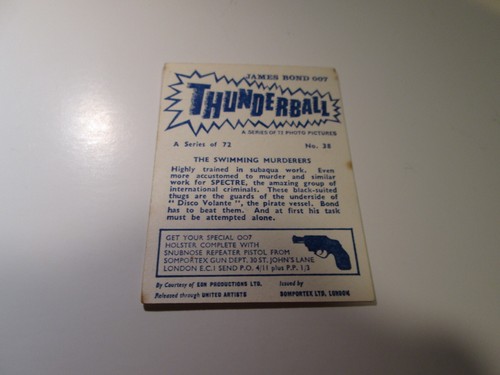 JAMES BOND 007
THUNDERBALL
A SERIES OF 72 PHOTO PICTURES
A Series of 72 No. 38
THE SWIMMING MURDERERS
Highly trained in subaqua work. Even
more accustomed to murder and similar
work for SPECTRE, the amazing group of
international criminals. These black-suited
thugs are the guards of the underside of
" Disco Volante ", the pirate vessel. Bond
has to beat them. And at first his task
must be attempted alone.
GET YOUR SPECIAL OO7
HOLSTER COMPLETE WITH
SNUBNOSE REPEATER PISTOL FROM
SOMPORTEX GUN DEPT. 30 ST. JOHN'S LANE
LONDON E.C.1 SEND P.O. 4/11 plus P.P. 1/3
By Courtesy of EON PRODUCTIONS LTD. Issued by
Released through UNITED ARTISTS SOMPORTEX LTD. LONDON